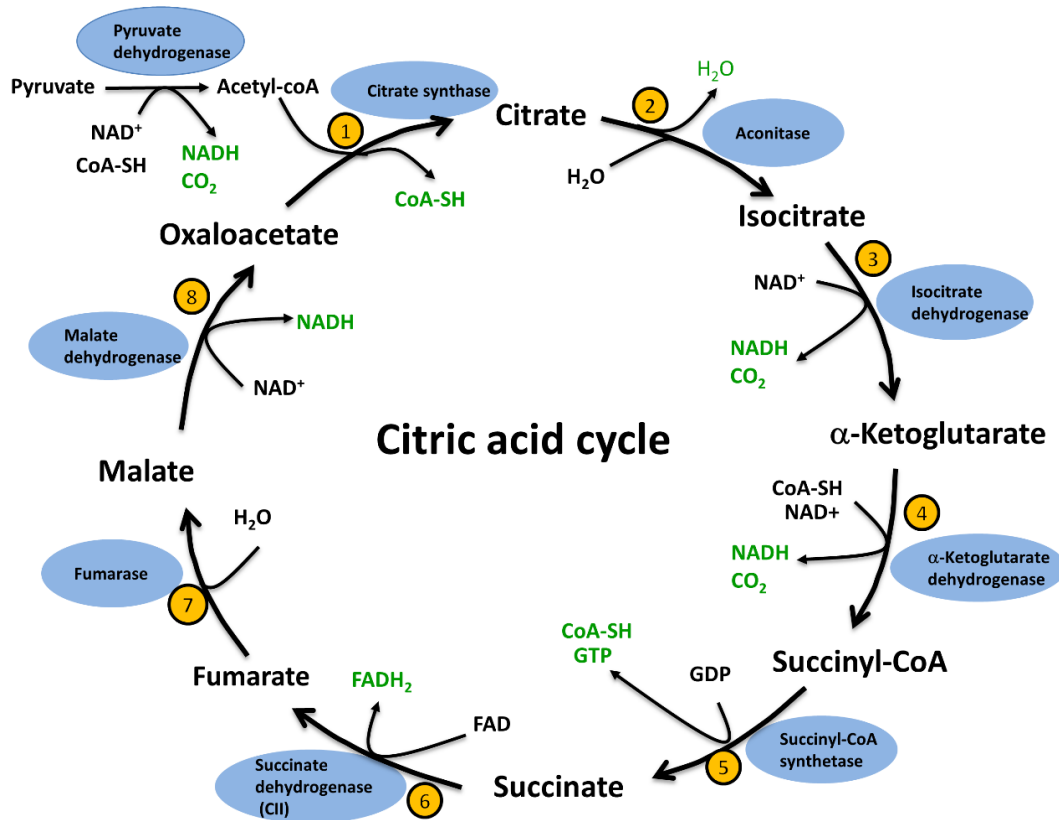 Pyruvate
dehydrogenase
Pyruvate
Acetyl-coA
NAD⁺
CoA-SH
NADH
CO₂
Citrate synthase
1
CoA-SH
Citrate
2
H₂O
H₂O
Aconitase
Isocitrate
3
NAD⁺
NADH
CO₂
Isocitrate
dehydrogenase
α-Ketoglutarate
CoA-SH
NAD+
4
NADH
CO₂
α-Ketoglutarate
dehydrogenase
Succinyl-CoA
CoA-SH
GTP
GDP
5
Succinyl-CoA
synthetase
Succinate
FADH₂
FAD
6
Succinate
dehydrogenase
(CII)
Fumarate
H₂O
7
Fumarase
Malate
8
NADH
NAD⁺
Malate
dehydrogenase
Oxaloacetate
Citric acid cycle